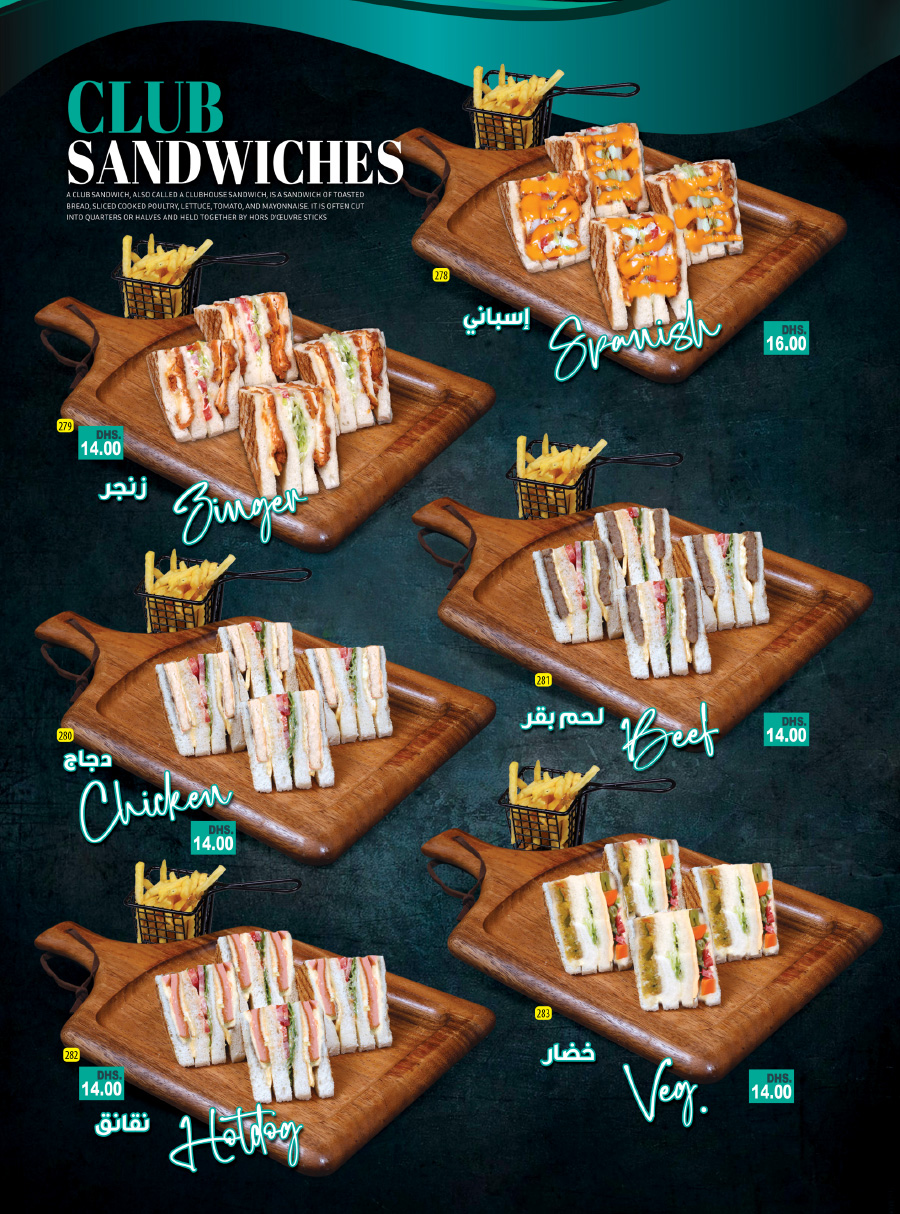 CLUB
SANDWICHES
A CLUB SANDWICH, ALSO CALLED A CLUBHOUSE SANDWICH, IS A SANDWICH OF TOASTED
BREAD, SLICED COOKED POULTRY, LETTUCE, TOMATO, AND MAYONNAISE. IT IS OFTEN CUT
INTO QUARTERS OR HALVES AND HELD TOGETHER BY HORS D'ŒUVRE STICKS
278
إسباني
Spanish
DHS.
16.00
279
DHS.
14.00
زنجر
Zinger
280
دجاج
Chicken
DHS.
14.00
281
لحم بقر
Beef
DHS.
14.00
282
DHS.
14.00
نقانق
Hotdog
283
خضار
Veg.
DHS.
14.00